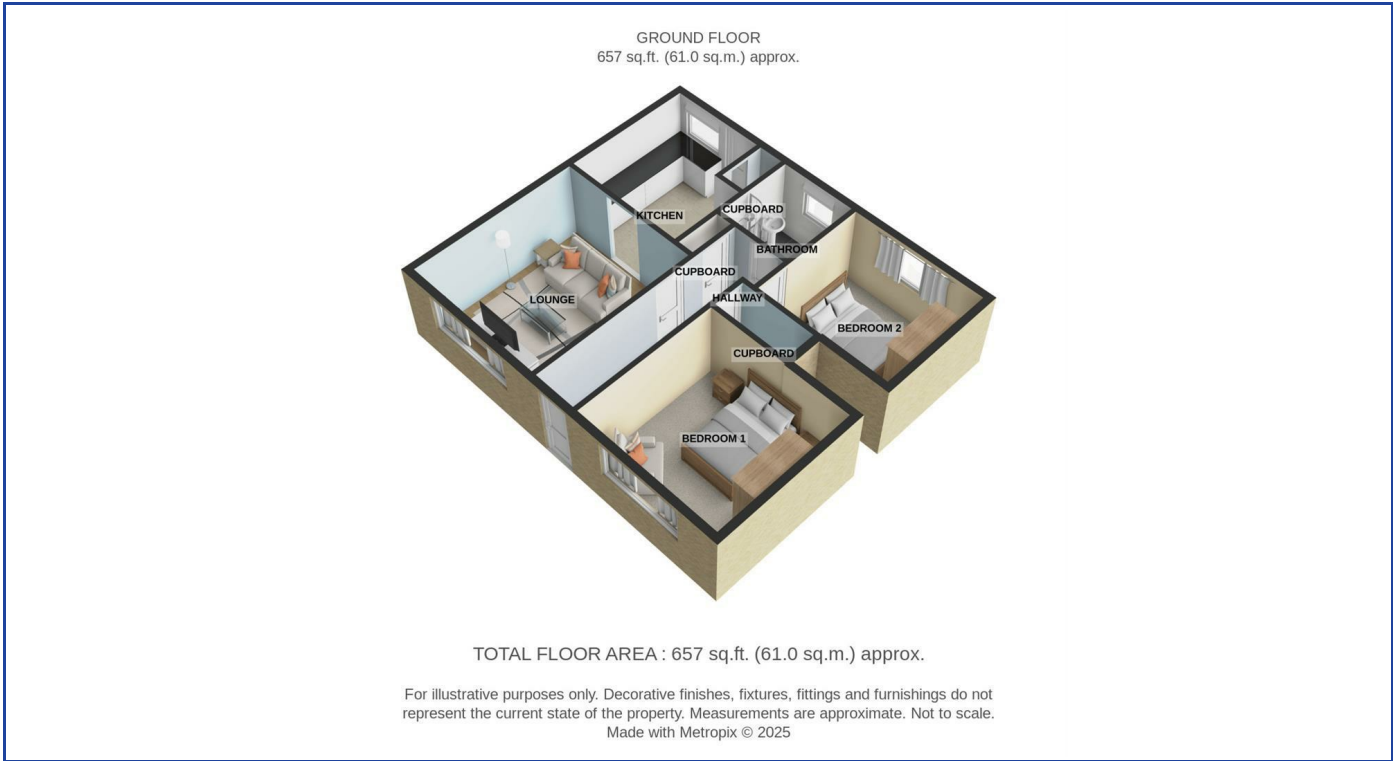 GROUND FLOOR
657 sq.ft. (61.0 sq.m.) approx.
KITCHEN
CUPBOARD
BATHROOM
CUPBOARD
HALLWAY
LOUNGE
BEDROOM 2
CUPBOARD
BEDROOM 1
TOTAL FLOOR AREA : 657 sq.ft. (61.0 sq.m.) approx.
For illustrative purposes only. Decorative finishes, fixtures, fittings and furnishings do not
represent the current state of the property. Measurements are approximate. Not to scale.
Made with Metropix © 2025